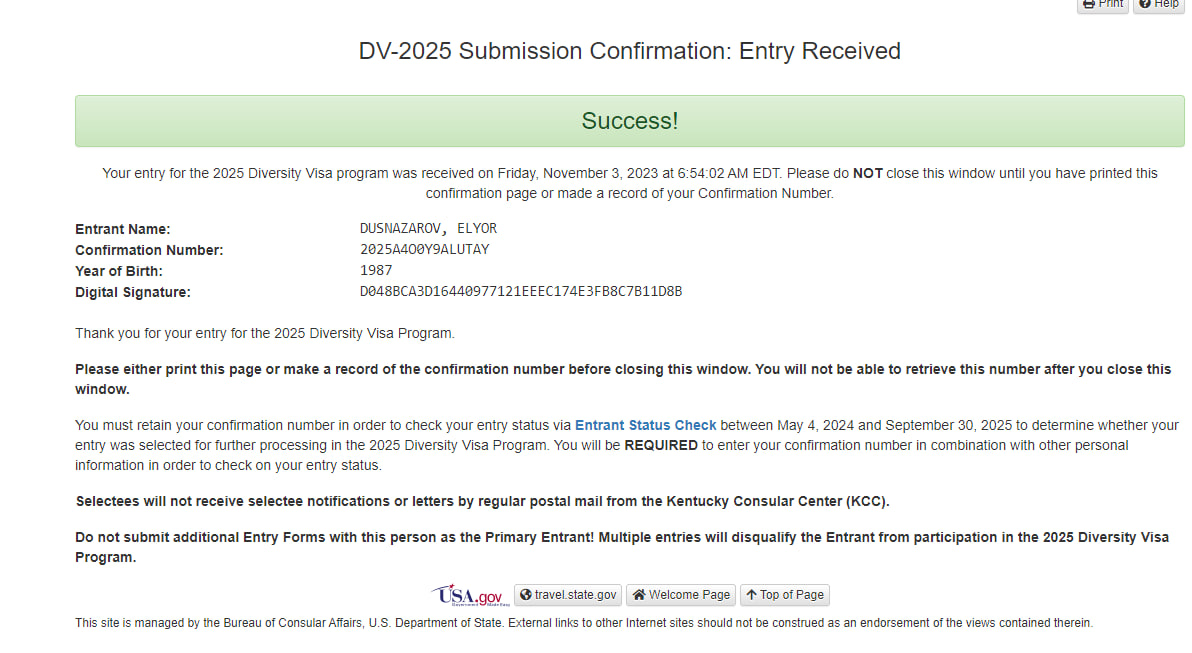 Print Help
DV-2025 Submission Confirmation: Entry Received
Success!
Your entry for the 2025 Diversity Visa program was received on Friday, November 3, 2023 at 6:54:02 AM EDT. Please do NOT close this window until you have printed this
confirmation page or made a record of your Confirmation Number.
Entrant Name: DUSNAZAROV, ELYOR
Confirmation Number: 2025A4O0Y9ALUTAY
Year of Birth: 1987
Digital Signature: D048BCA3D16440977121EEEC174E3FB8C7B11D8B
Thank you for your entry for the 2025 Diversity Visa Program.
Please either print this page or make a record of the confirmation number before closing this window. You will not be able to retrieve this number after you close this
window.
You must retain your confirmation number in order to check your entry status via Entrant Status Check between May 4, 2024 and September 30, 2025 to determine whether your
entry was selected for further processing in the 2025 Diversity Visa Program. You will be REQUIRED to enter your confirmation number in combination with other personal
information in order to check on your entry status.
Selectees will not receive selectee notifications or letters by regular postal mail from the Kentucky Consular Center (KCC).
Do not submit additional Entry Forms with this person as the Primary Entrant! Multiple entries will disqualify the Entrant from participation in the 2025 Diversity Visa
Program.
USA.gov travel.state.gov Welcome Page Top of Page
Government Made Easy
This site is managed by the Bureau of Consular Affairs, U.S. Department of State. External links to other Internet sites should not be construed as an endorsement of the views contained therein.